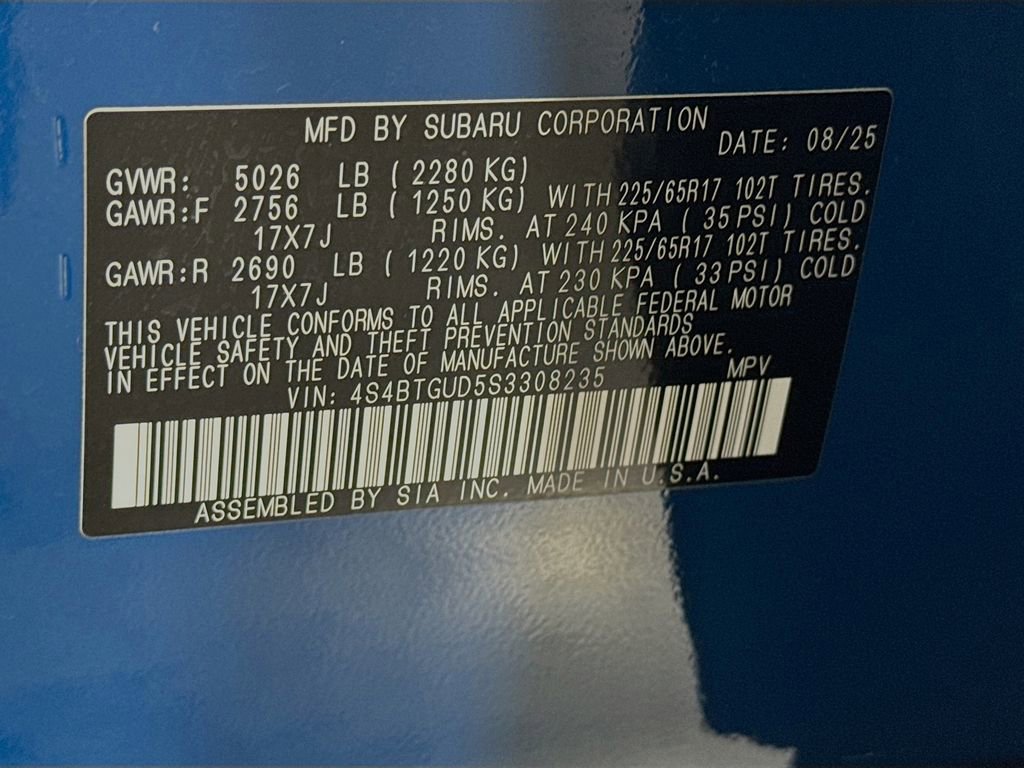 MFD BY SUBARU CORPORATION DATE: 08/25
GVWR: 5026 LB ( 2280 KG)
GAWR:F 2756 LB ( 1250 KG) WITH 225/65R17 102T TIRES.
17X7J RIMS. AT 240 KPA ( 35 PSI) COLD
GAWR:R 2690 LB ( 1220 KG) WITH 225/65R17 102T TIRES.
17X7J RIMS. AT 230 KPA ( 33 PSI) COLD
THIS VEHICLE CONFORMS TO ALL APPLICABLE FEDERAL MOTOR
VEHICLE SAFETY AND THEFT PREVENTION STANDARDS
IN EFFECT ON THE DATE OF MANUFACTURE SHOWN ABOVE.
VIN: 4S4BTGUD5S3308235 MPV
ASSEMBLED BY SIA INC. MADE IN U.S.A.